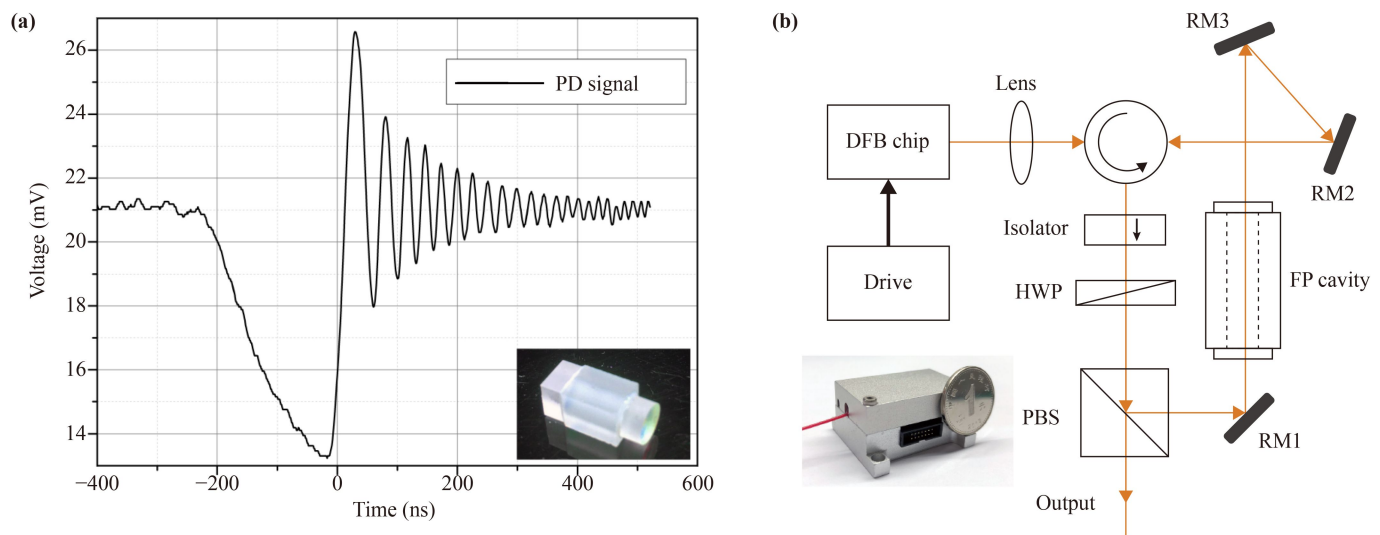 (a)
26
24
22
20
18
16
14
Voltage (mV)
−400
−200
0
200
400
600
Time (ns)
PD signal
(b)
RM3
Lens
DFB chip
RM2
Isolator
Drive
HWP
FP cavity
PBS
RM1
Output